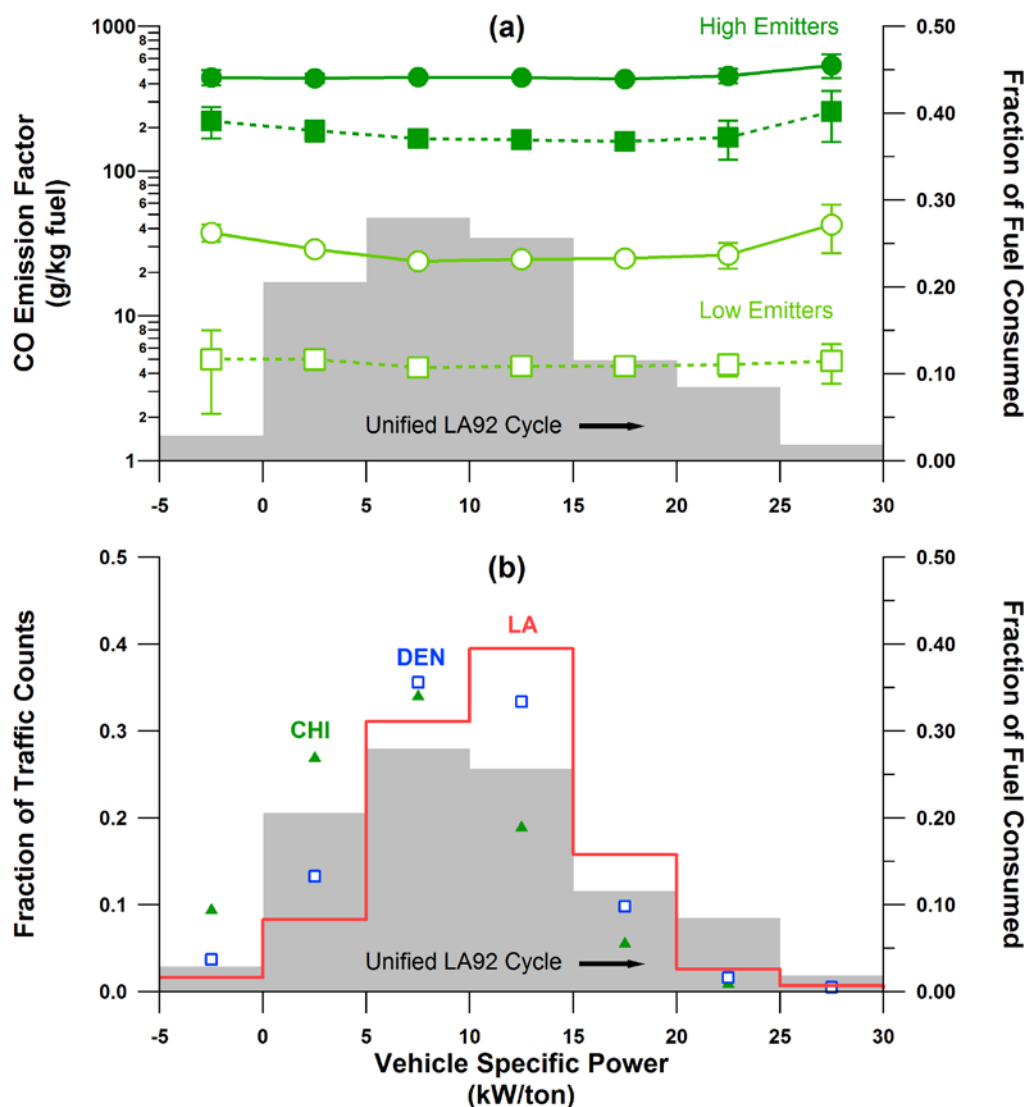 (a)
High Emitters
1000
8
6
4
2
100
8
6
4
2
10
8
6
4
2
1
CO Emission Factor
(g/kg fuel)
Low Emitters
Unified LA92 Cycle
0.50
0.40
0.30
0.20
0.10
0.00
Fraction of Fuel Consumed
-5 0 5 10 15 20 25 30
(b)
0.5
0.4
0.3
0.2
0.1
0.0
Fraction of Traffic Counts
LA
DEN
CHI
Unified LA92 Cycle
0.50
0.40
0.30
0.20
0.10
0.00
Fraction of Fuel Consumed
-5 0 5 10 15 20 25 30
Vehicle Specific Power
(kW/ton)